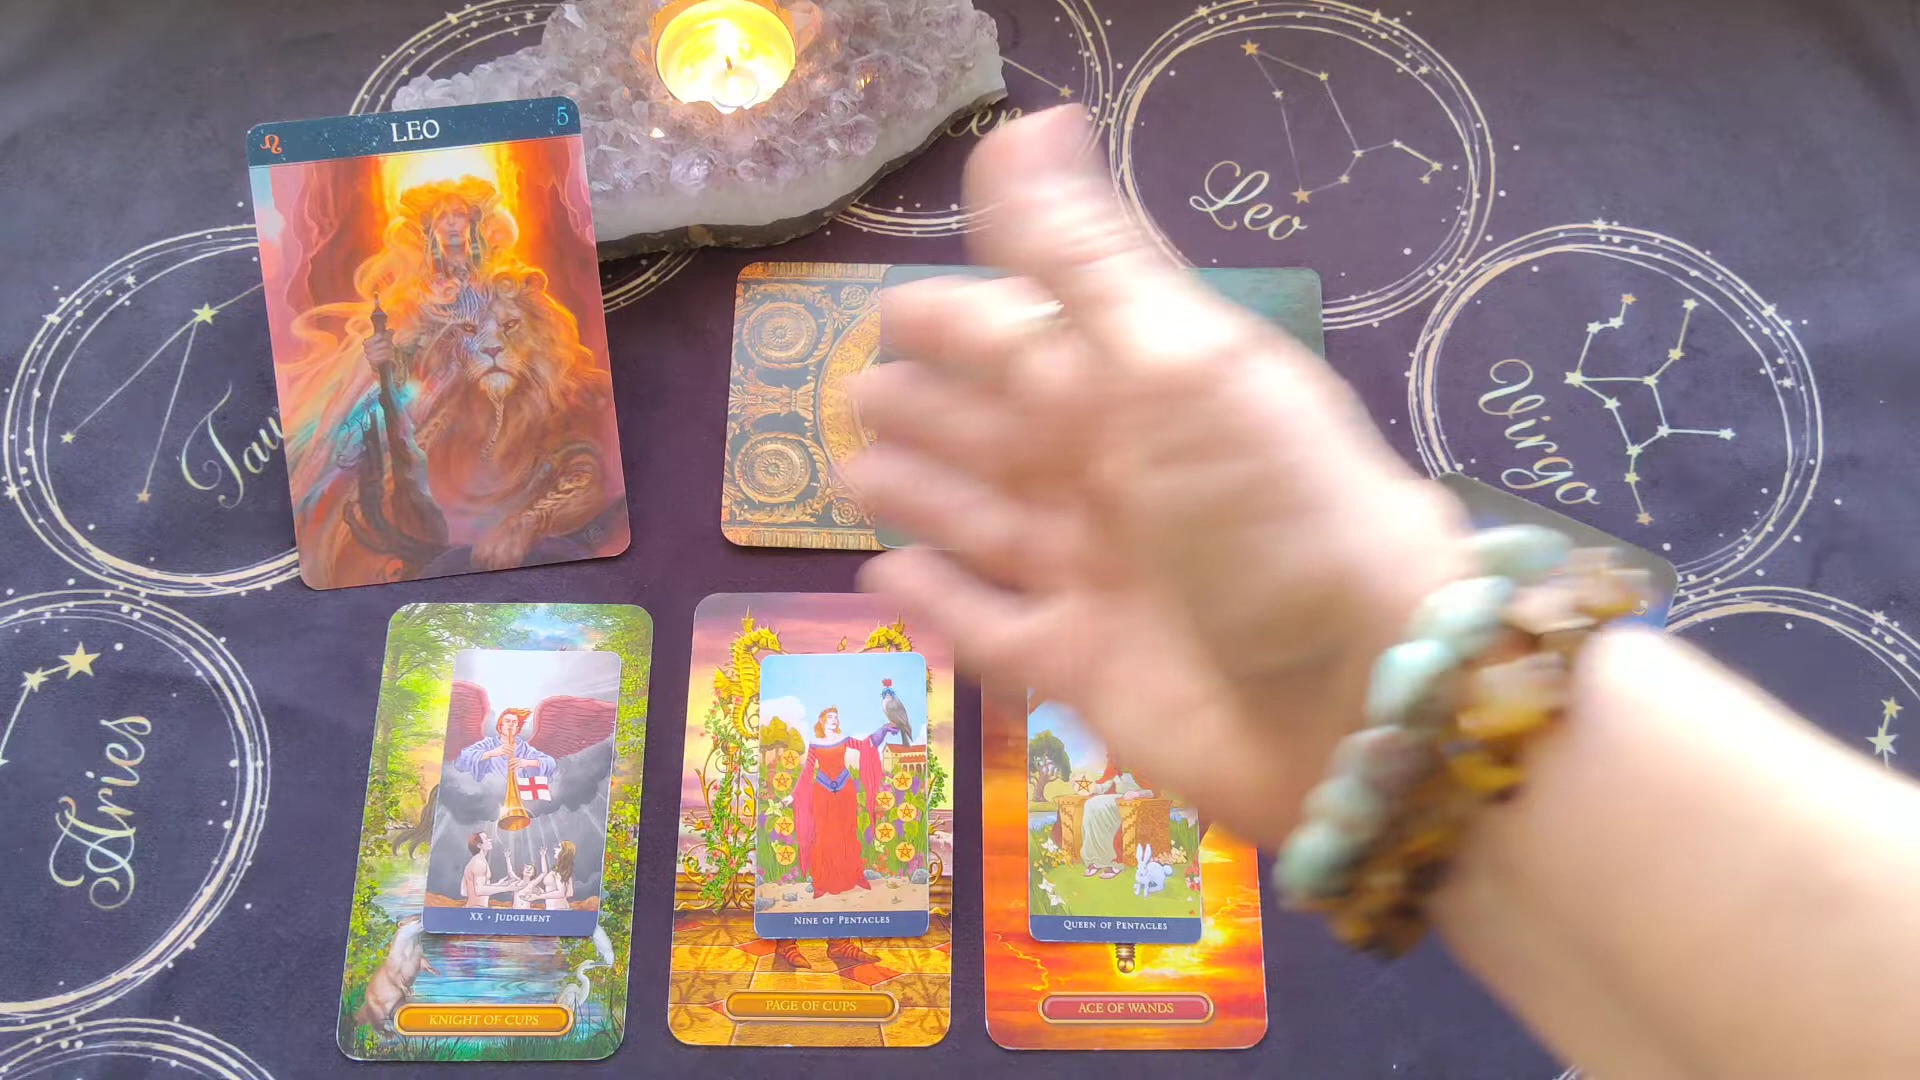 LEO
5
Leo
Virgo
Aries
XX • JUDGEMENT
NINE OF PENTACLES
QUEEN OF PENTACLES
KNIGHT OF CUPS
PAGE OF CUPS
ACE OF WANDS